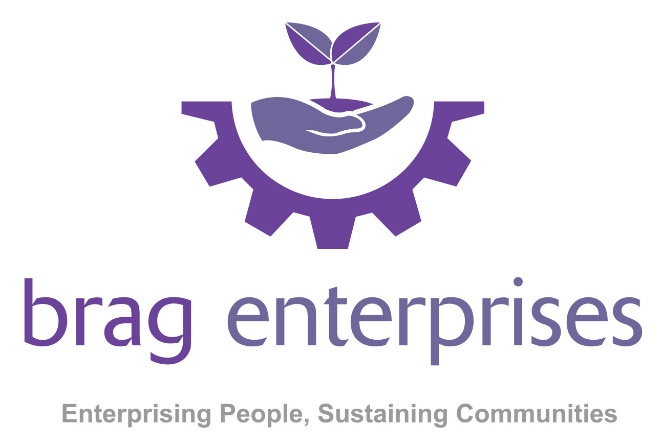 brag enterprises
Enterprising People, Sustaining Communities